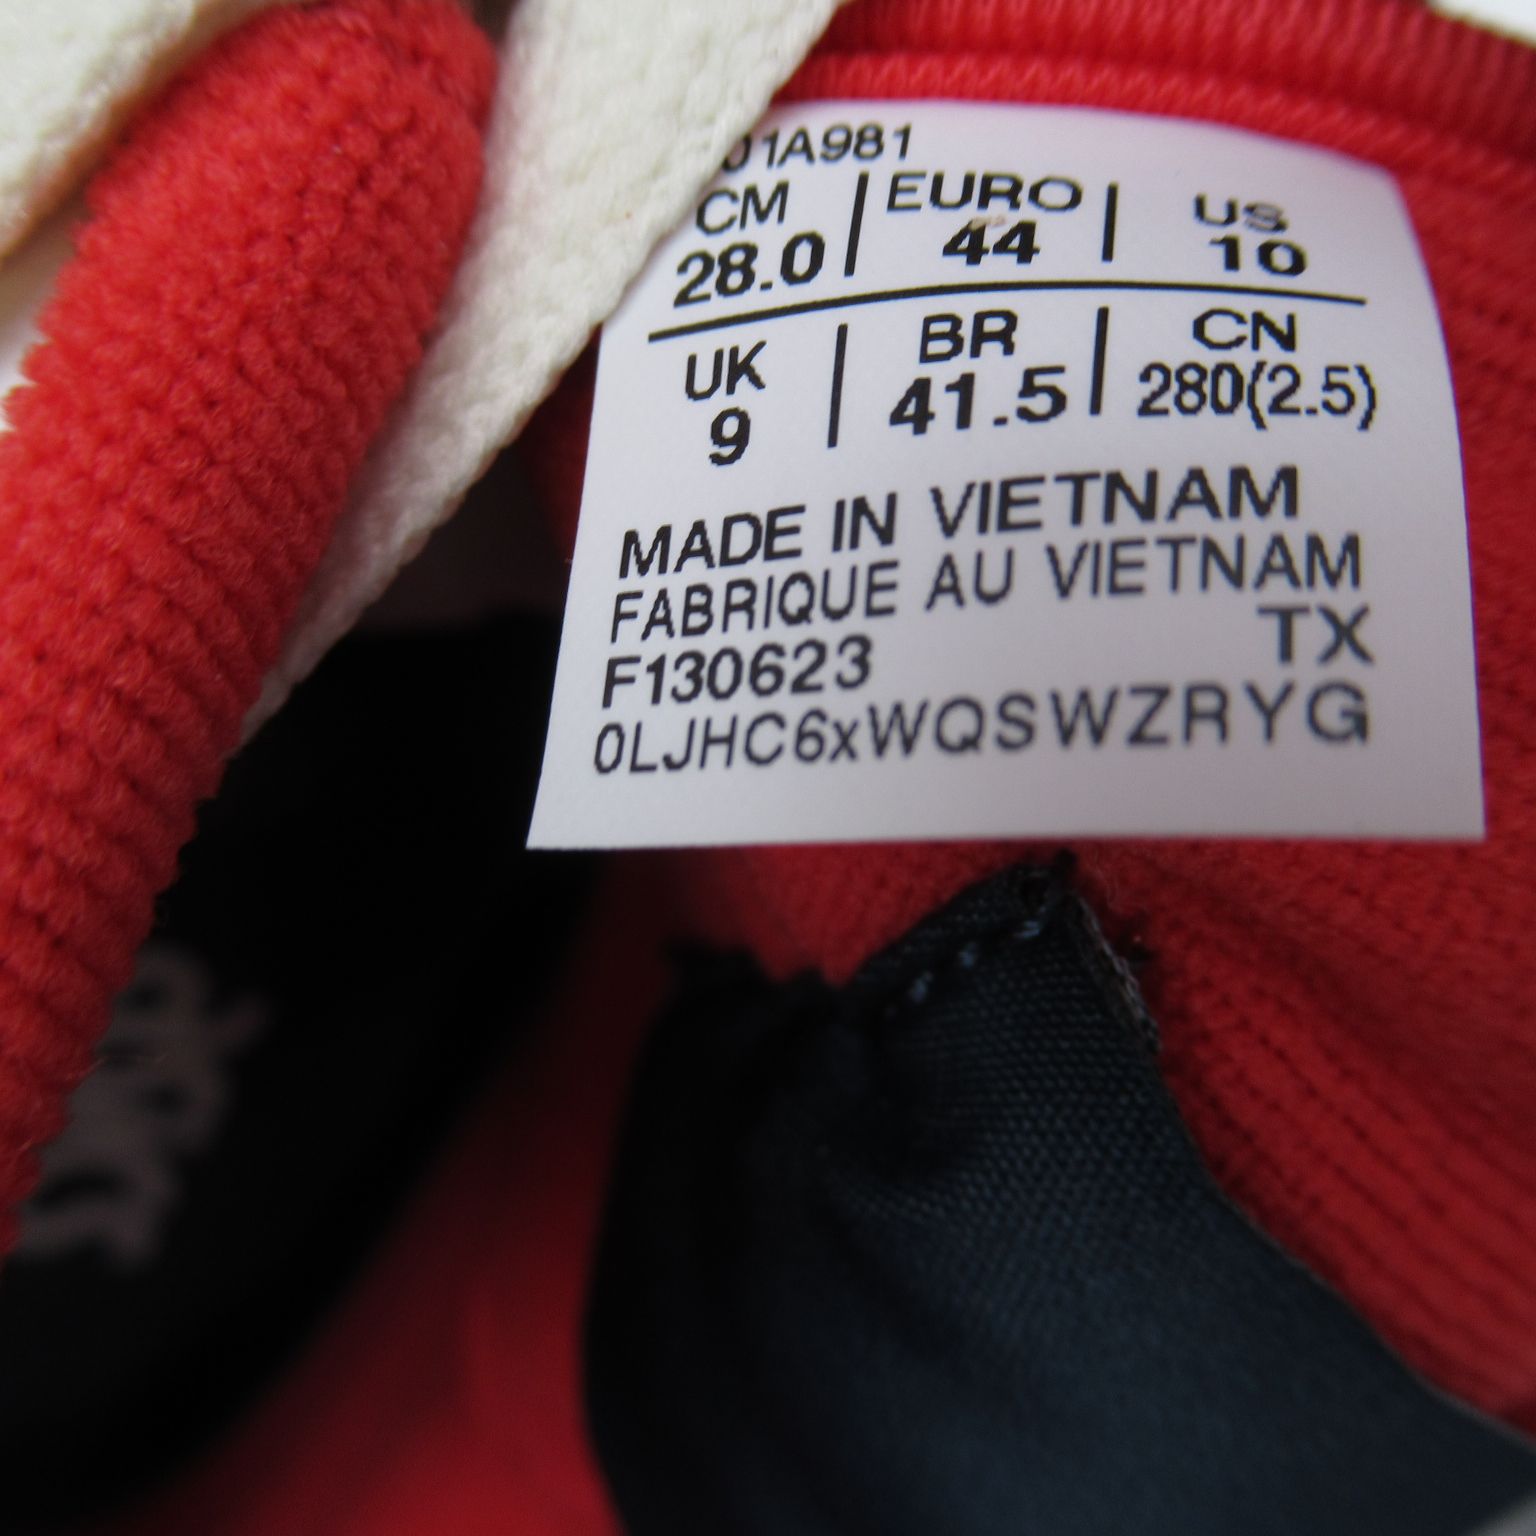 01A981
CM | EURO | US
28.0 | 44 | 10
UK | BR | CN
9 | 41.5 | 280(2.5)
MADE IN VIETNAM
FABRIQUE AU VIETNAM
TX
F130623
0LJHC6xWQSWZRYG